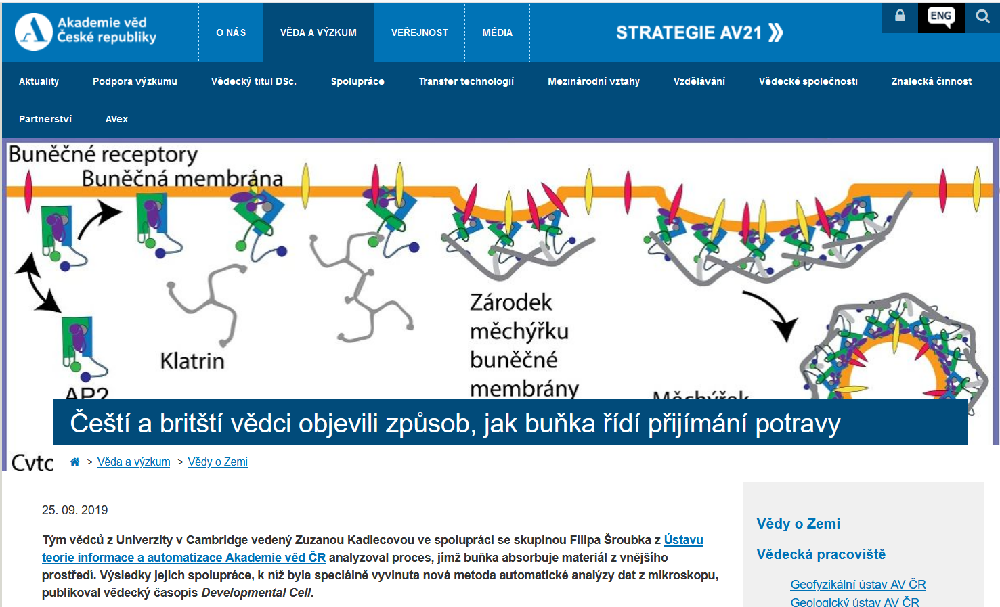 Akademie věd
České republiky
O NÁS
VĚDA A VÝZKUM
VEŘEJNOST
MÉDIA
STRATEGIE AV21
ENG
Aktuality
Podpora výzkumu
Vědecký titul DSc.
Spolupráce
Transfer technologií
Mezinárodní vztahy
Vzdělávání
Vědecké společnosti
Znalecká činnost
Partnerství
AVex
Buněčné receptory
Buněčná membrána
Klatrin
AP2
Zárodek
měchýřku
buněčné
membrány
Měchýřek
Čeští a britští vědci objevili způsob, jak buňka řídí přijímání potravy
Cyto
> Věda a výzkum > Vědy o Zemi
25. 09. 2019
Tým vědců z Univerzity v Cambridge vedený Zuzanou Kadlecovou ve spolupráci se skupinou Filipa Šroubka z Ústavu
teorie informace a automatizace Akademie věd ČR analyzoval proces, jímž buňka absorbuje materiál z vnějšího
prostředí. Výsledky jejich spolupráce, k níž byla speciálně vyvinuta nová metoda automatické analýzy dat z mikroskopu,
publikoval vědecký časopis Developmental Cell.
Vědy o Zemi
Vědecká pracoviště
Geofyzikální ústav AV ČR
Geologický ústav AV ČR